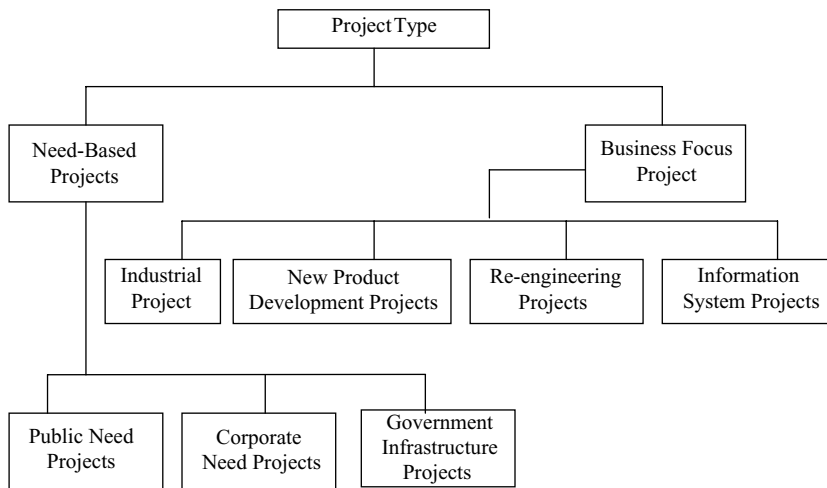 Project Type
Need-Based
Projects
Business Focus
Project
Industrial
Project
New Product
Development Projects
Re-engineering
Projects
Information
System Projects
Public Need
Projects
Corporate
Need Projects
Government
Infrastructure
Projects